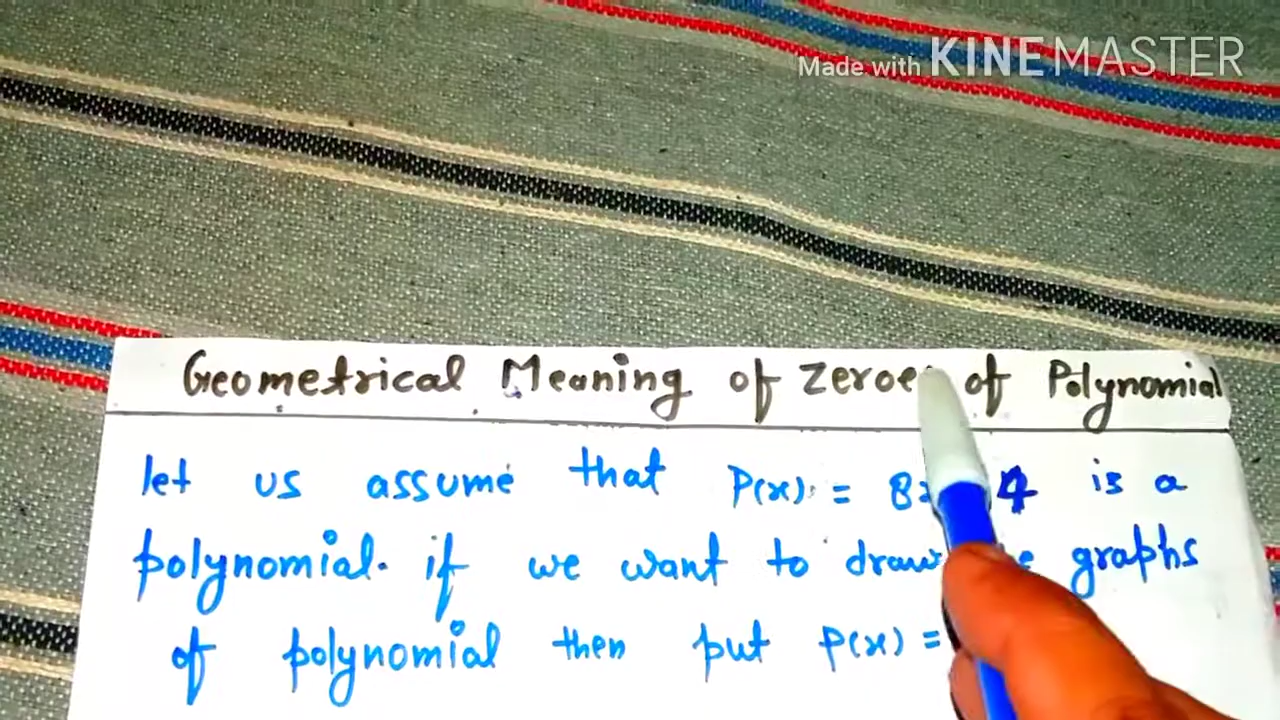 Made with KINEMASTER
Geometrical Meaning of Zeroes of Polynomial
let us assume that P(x) = 8 4 is a
polynomial. if we want to draw graphs
of polynomial then put P(x) =